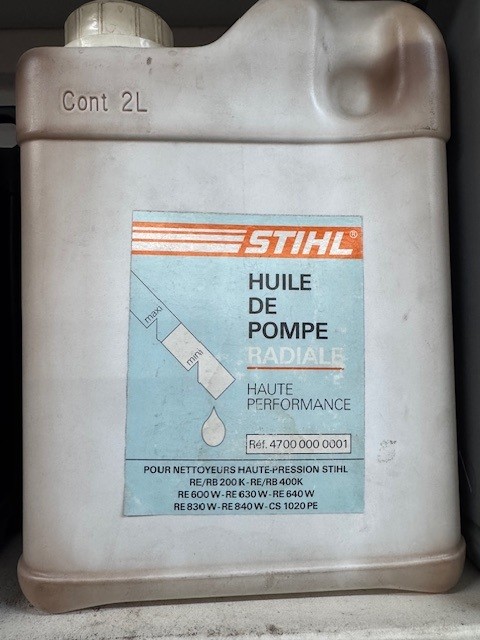 Cont 2L
STIHL®
HUILE
DE
POMPE
RADIALE
maxi
mini
HAUTE
PERFORMANCE
Réf. 4700 000 0001
POUR NETTOYEURS HAUTE-PRESSION STIHL
RE/RB 200 K - RE/RB 400K
RE 600 W - RE 630 W - RE 640 W
RE 830 W - RE 840 W - CS 1020 PE